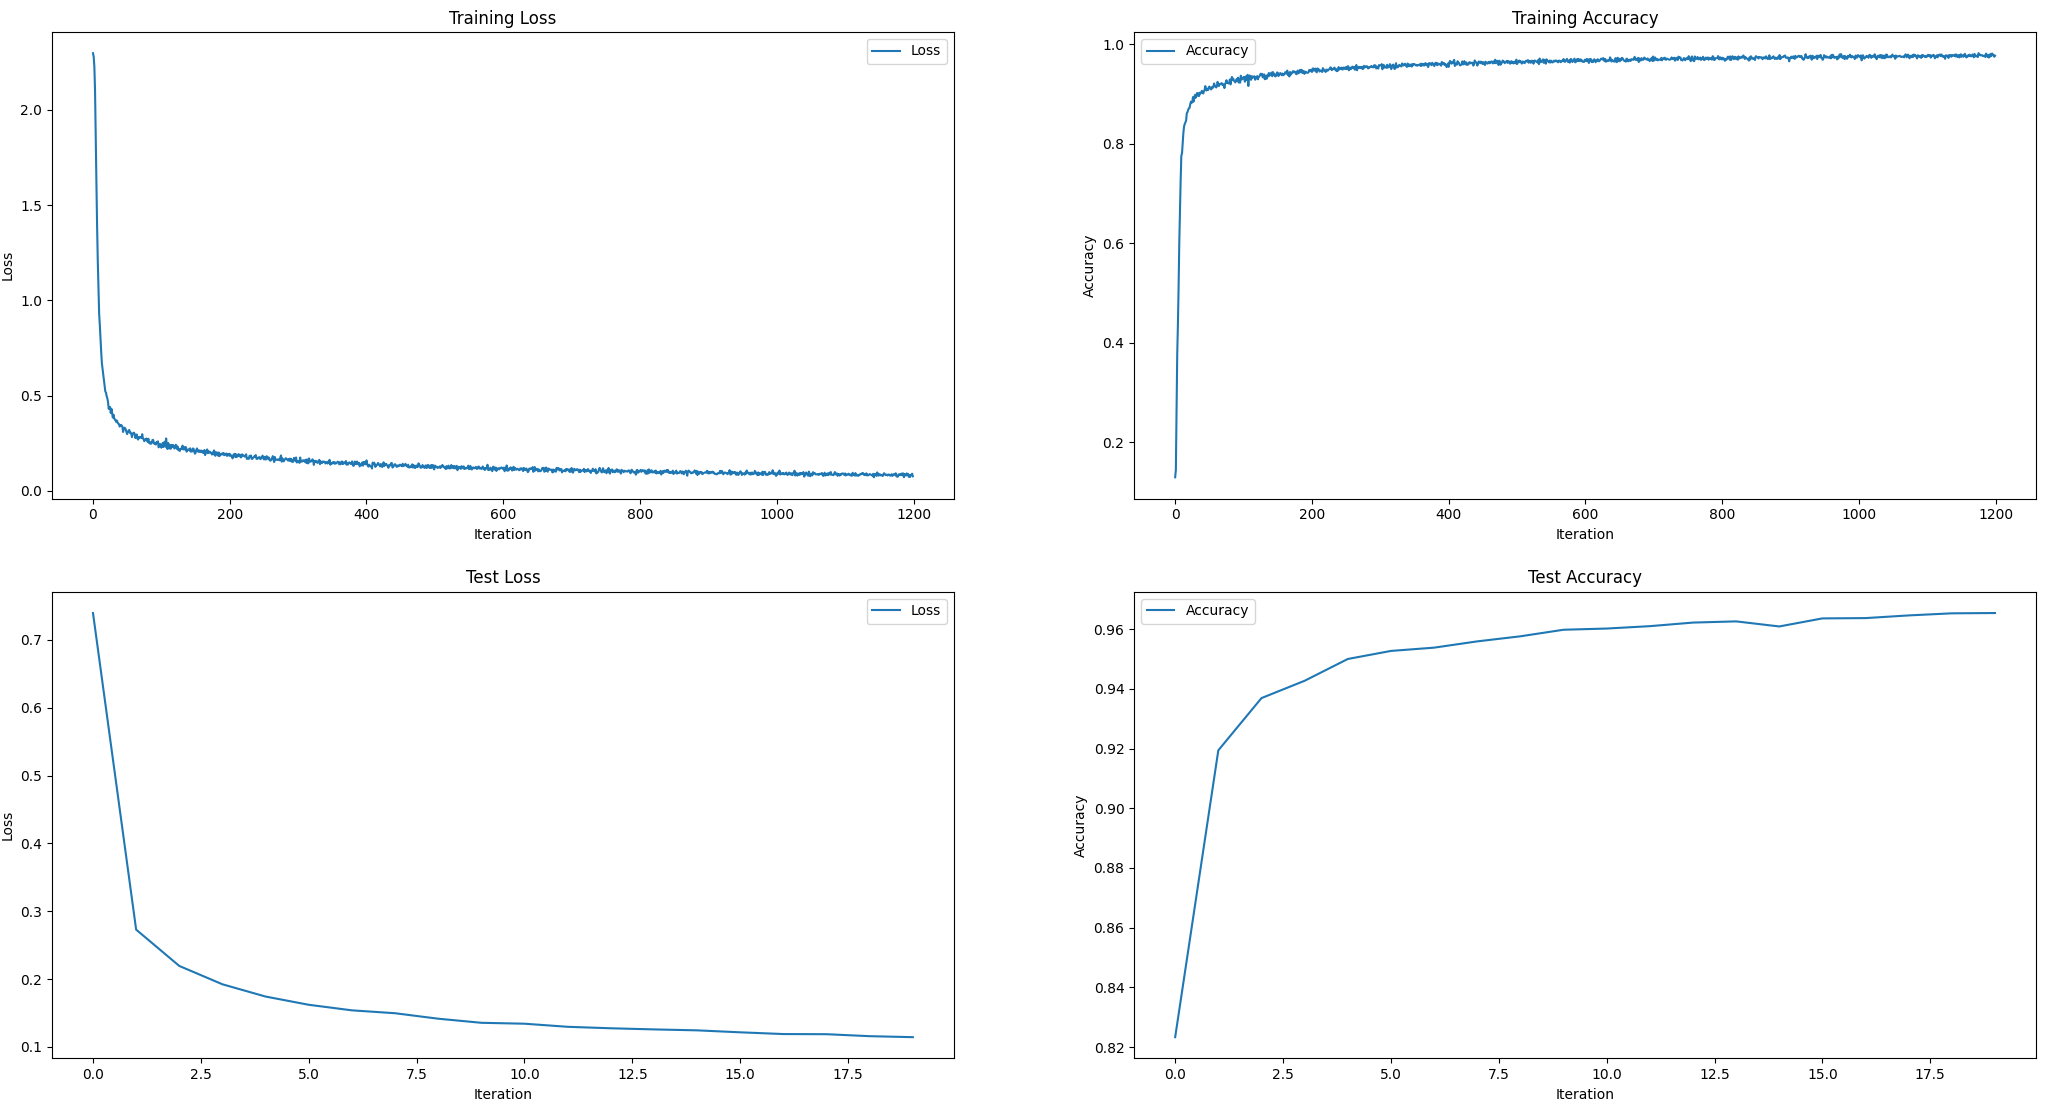 Training Loss
Loss
2.0
1.5
1.0
0.5
0.0
Loss
0 200 400 600 800 1000 1200
Iteration
Training Accuracy
Accuracy
1.0
0.8
0.6
0.4
0.2
Accuracy
0 200 400 600 800 1000 1200
Iteration
Test Loss
Loss
0.7
0.6
0.5
0.4
0.3
0.2
0.1
Loss
0.0 2.5 5.0 7.5 10.0 12.5 15.0 17.5
Iteration
Test Accuracy
Accuracy
0.96
0.94
0.92
0.90
0.88
0.86
0.84
0.82
Accuracy
0.0 2.5 5.0 7.5 10.0 12.5 15.0 17.5
Iteration